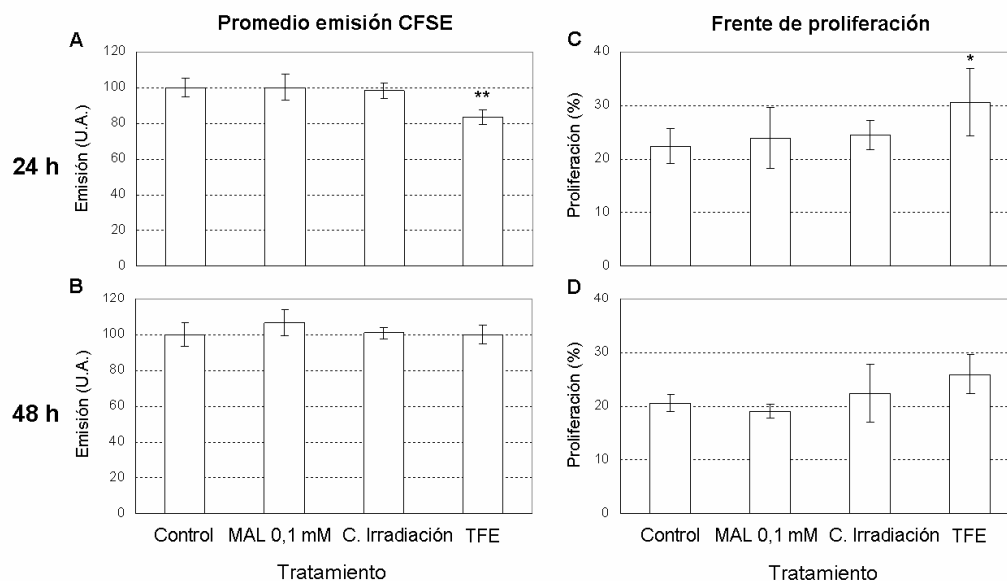 Promedio emisión CFSE
Frente de proliferación
A
C
24 h
Emisión (U.A.)
120
100
80
60
40
20
0
**
Proliferación (%)
40
30
20
10
0
*
B
D
48 h
Emisión (U.A.)
120
100
80
60
40
20
0
Control
MAL 0,1 mM
C. Irradiación
TFE
Tratamiento
Proliferación (%)
40
30
20
10
0
Control
MAL 0,1 mM
C. Irradiación
TFE
Tratamiento